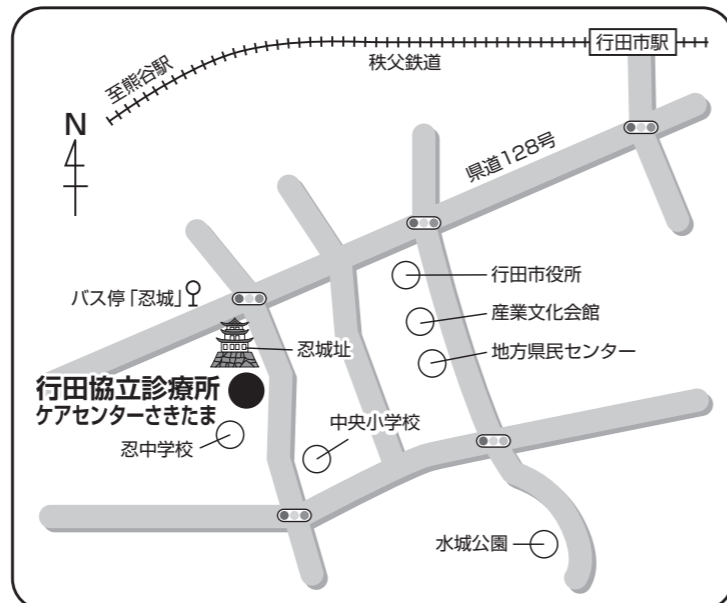 行田市駅
秩父鉄道
至熊谷駅
N
県道128号
バス停「忍城」
行田市役所
産業文化会館
地方県民センター
忍城址
行田協立診療所
ケアセンターさきたま
忍中学校
中央小学校
水城公園